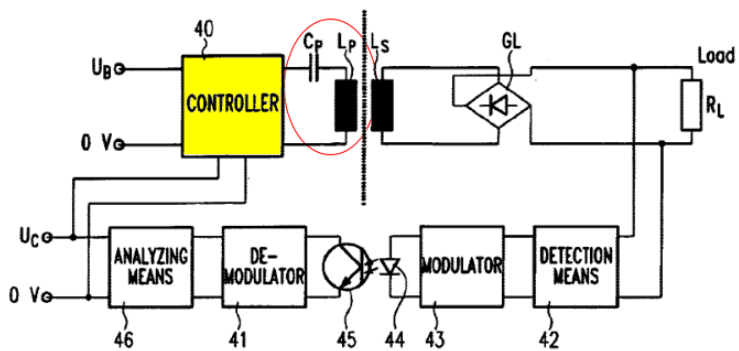 40
C_P
L_P
L_S
GL
Load
U_B
CONTROLLER
R_L
0 V
U_C
ANALYZING
MEANS
DE-
MODULATOR
MODULATOR
DETECTION
MEANS
0 V
46
41
45
44
43
42